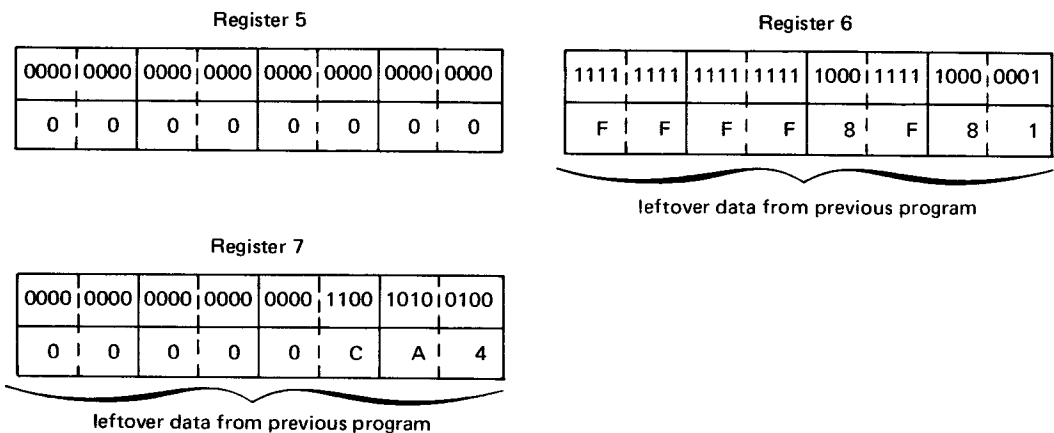 Register 5
0000 0000 0000 0000 0000 0000 0000 0000
0 0 0 0 0 0 0 0
Register 6
1111 1111 1111 1111 1000 1111 1000 0001
F F F F 8 F 8 1
leftover data from previous program
Register 7
0000 0000 0000 0000 0000 1100 1010 0100
0 0 0 0 0 C A 4
leftover data from previous program